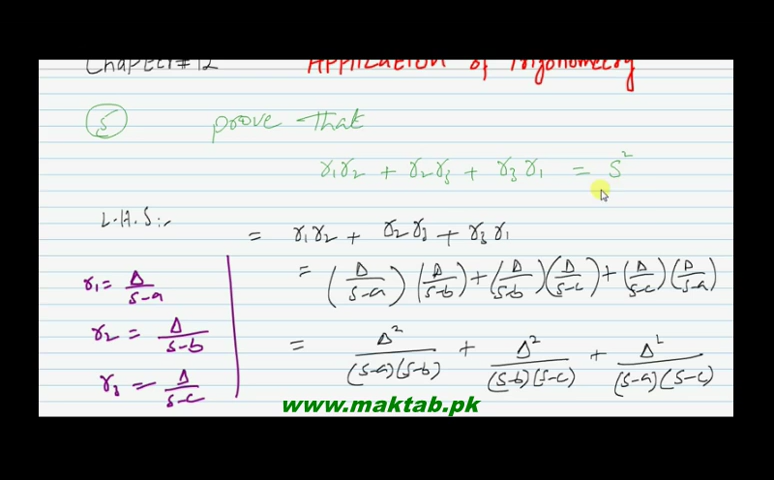 Chapter#12 Application of Trigonometry
5 prove that
r₁r₂ + r₂r₃ + r₃r₁ = s²
L.H.S:-
= r₁r₂ + r₂r₃ + r₃r₁
r₁ = Δ/(s-a)
= (Δ/(s-a))(Δ/(s-b)) + (Δ/(s-b))(Δ/(s-c)) + (Δ/(s-c))(Δ/(s-a))
r₂ = Δ/(s-b)
= Δ²/((s-a)(s-b)) + Δ²/((s-b)(s-c)) + Δ²/((s-a)(s-c))
r₃ = Δ/(s-c)
www.maktab.pk